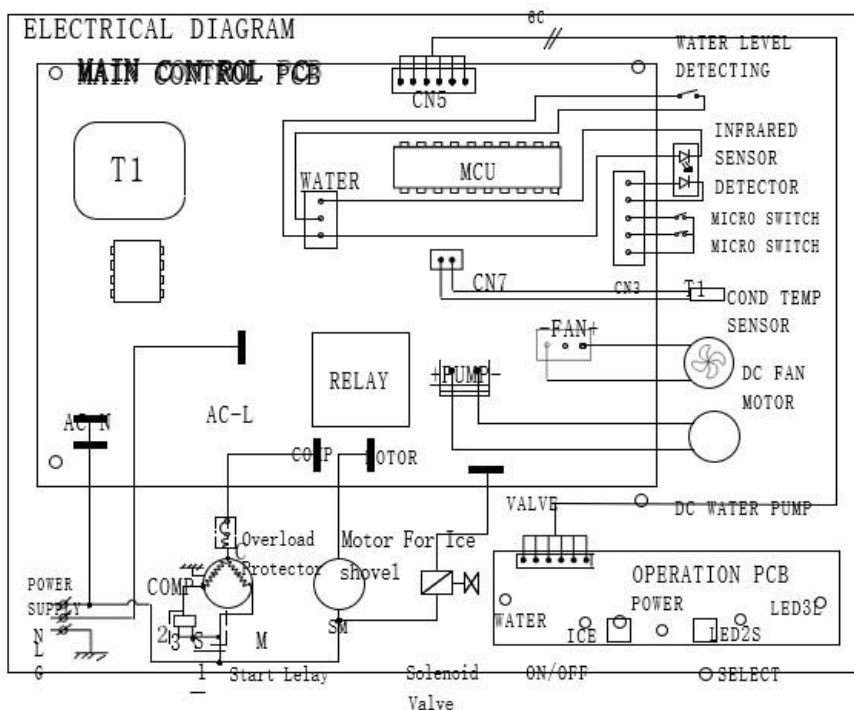 ELECTRICAL DIAGRAM
8C
WATER LEVEL
DETECTING
MAIN CONTROL PCB
CN5
T1
MCU
WATER
INFRARED
SENSOR
DETECTOR
MICRO SWITCH
MICRO SWITCH
CN7
CN3
T1
COND TEMP
SENSOR
-FAN+
RELAY
+PUMP-
DC FAN
MOTOR
AC-N
AC-L
COMP
MOTOR
VALVE
DC WATER PUMP
Overload
Protector
Motor For Ice
shovel
C
COMP
POWER
SUPPLY
N
L
G
2
3
S
M
1
SM
Start Lelay
Solenoid
Valve
OPERATION PCB
WATER
ICE
POWER
LED2S
LED3L
ON/OFF
SELECT